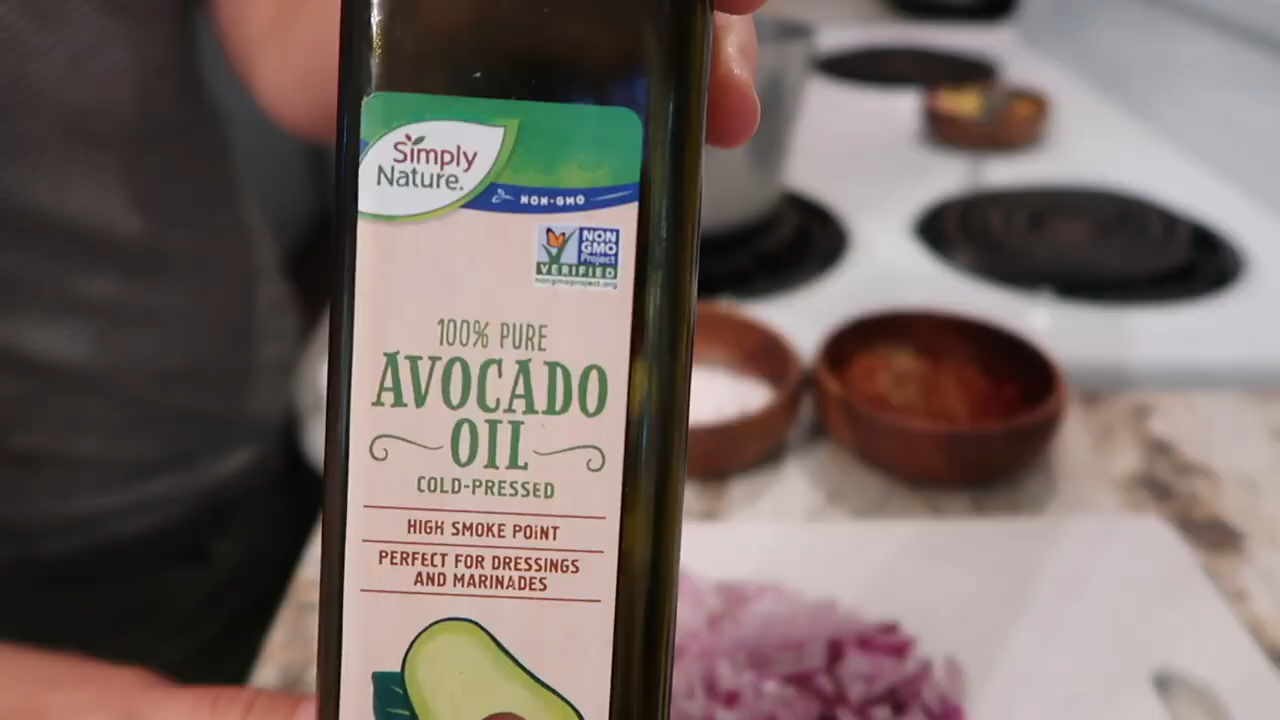 Simply
Nature.
NON-GMO
NON
GMO
Project
VERIFIED
nongmoproject.org
100% PURE
AVOCADO
OIL
COLD-PRESSED
HIGH SMOKE POINT
PERFECT FOR DRESSINGS
AND MARINADES